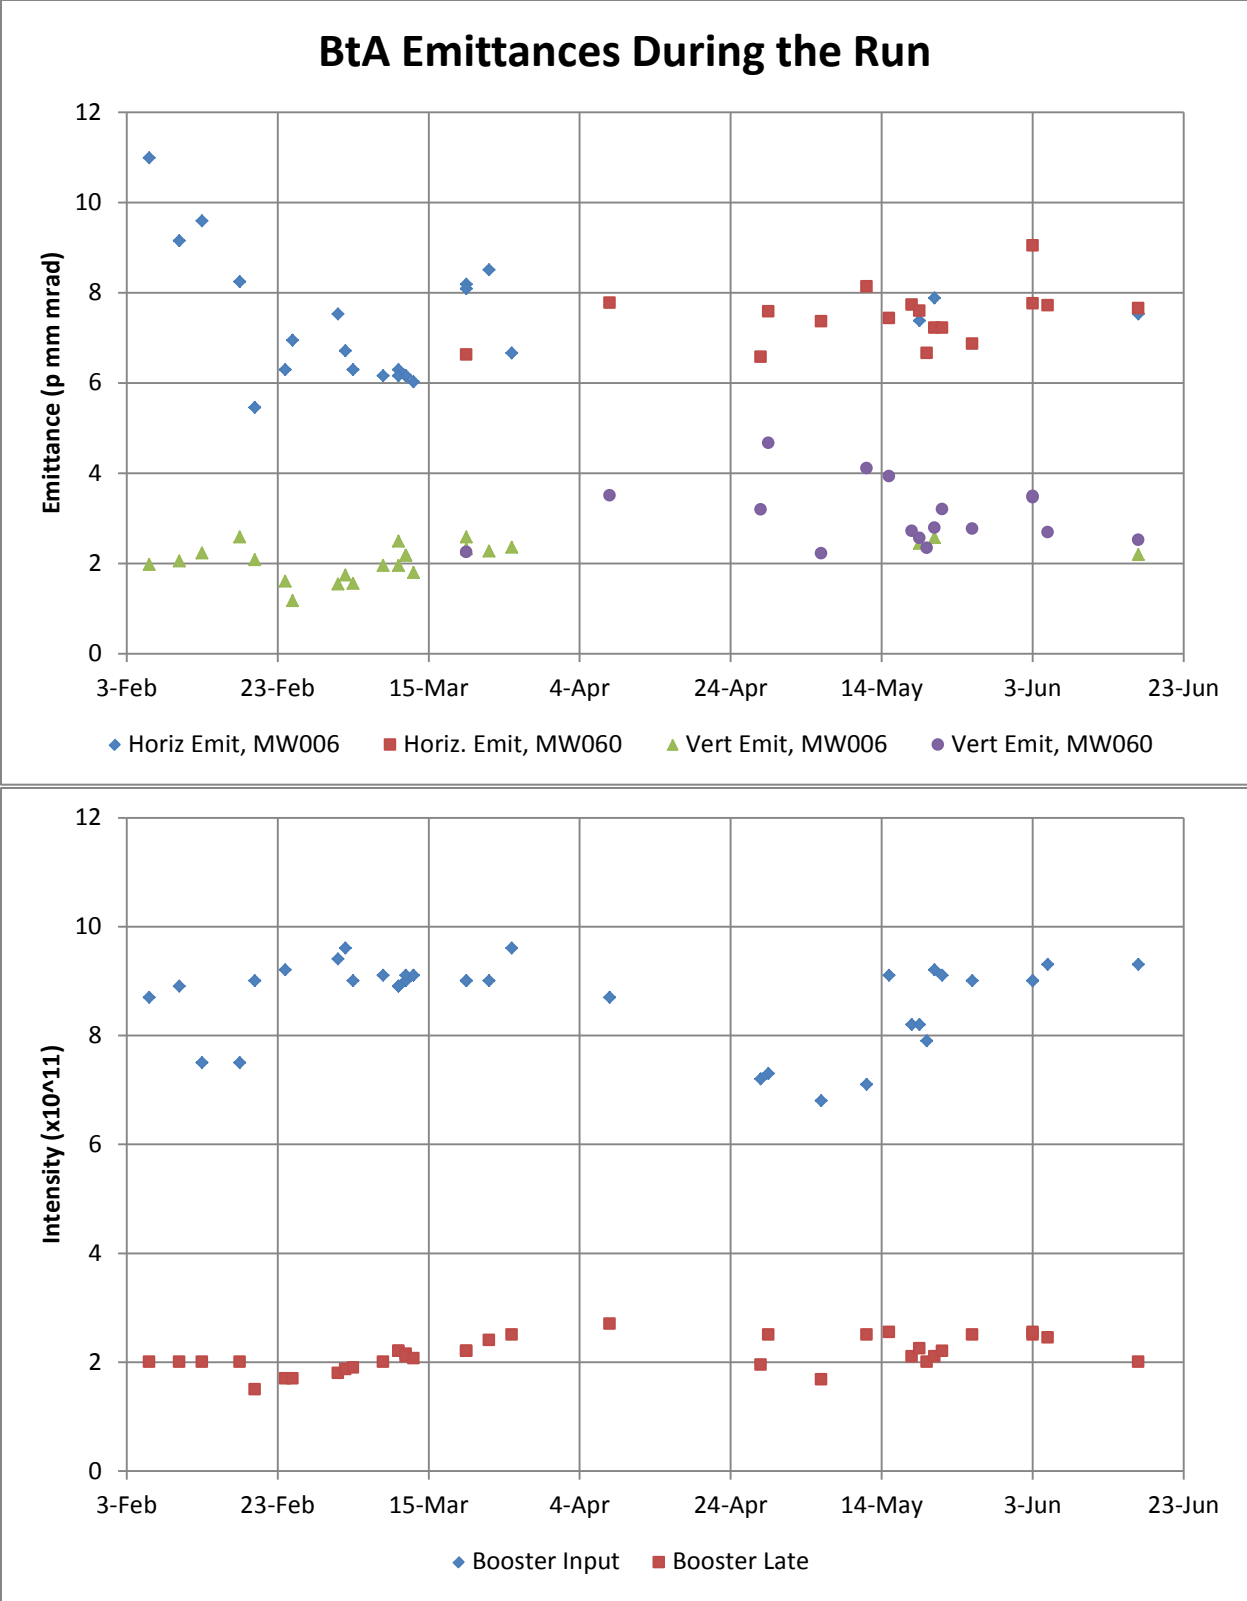 BtA Emittances During the Run
Emittance (p mm mrad)
12
10
8
6
4
2
0
3-Feb 23-Feb 15-Mar 4-Apr 24-Apr 14-May 3-Jun 23-Jun
Horiz Emit, MW006 Horiz. Emit, MW060 Vert Emit, MW006 Vert Emit, MW060
Intensity (x10^11)
12
10
8
6
4
2
0
3-Feb 23-Feb 15-Mar 4-Apr 24-Apr 14-May 3-Jun 23-Jun
Booster Input Booster Late